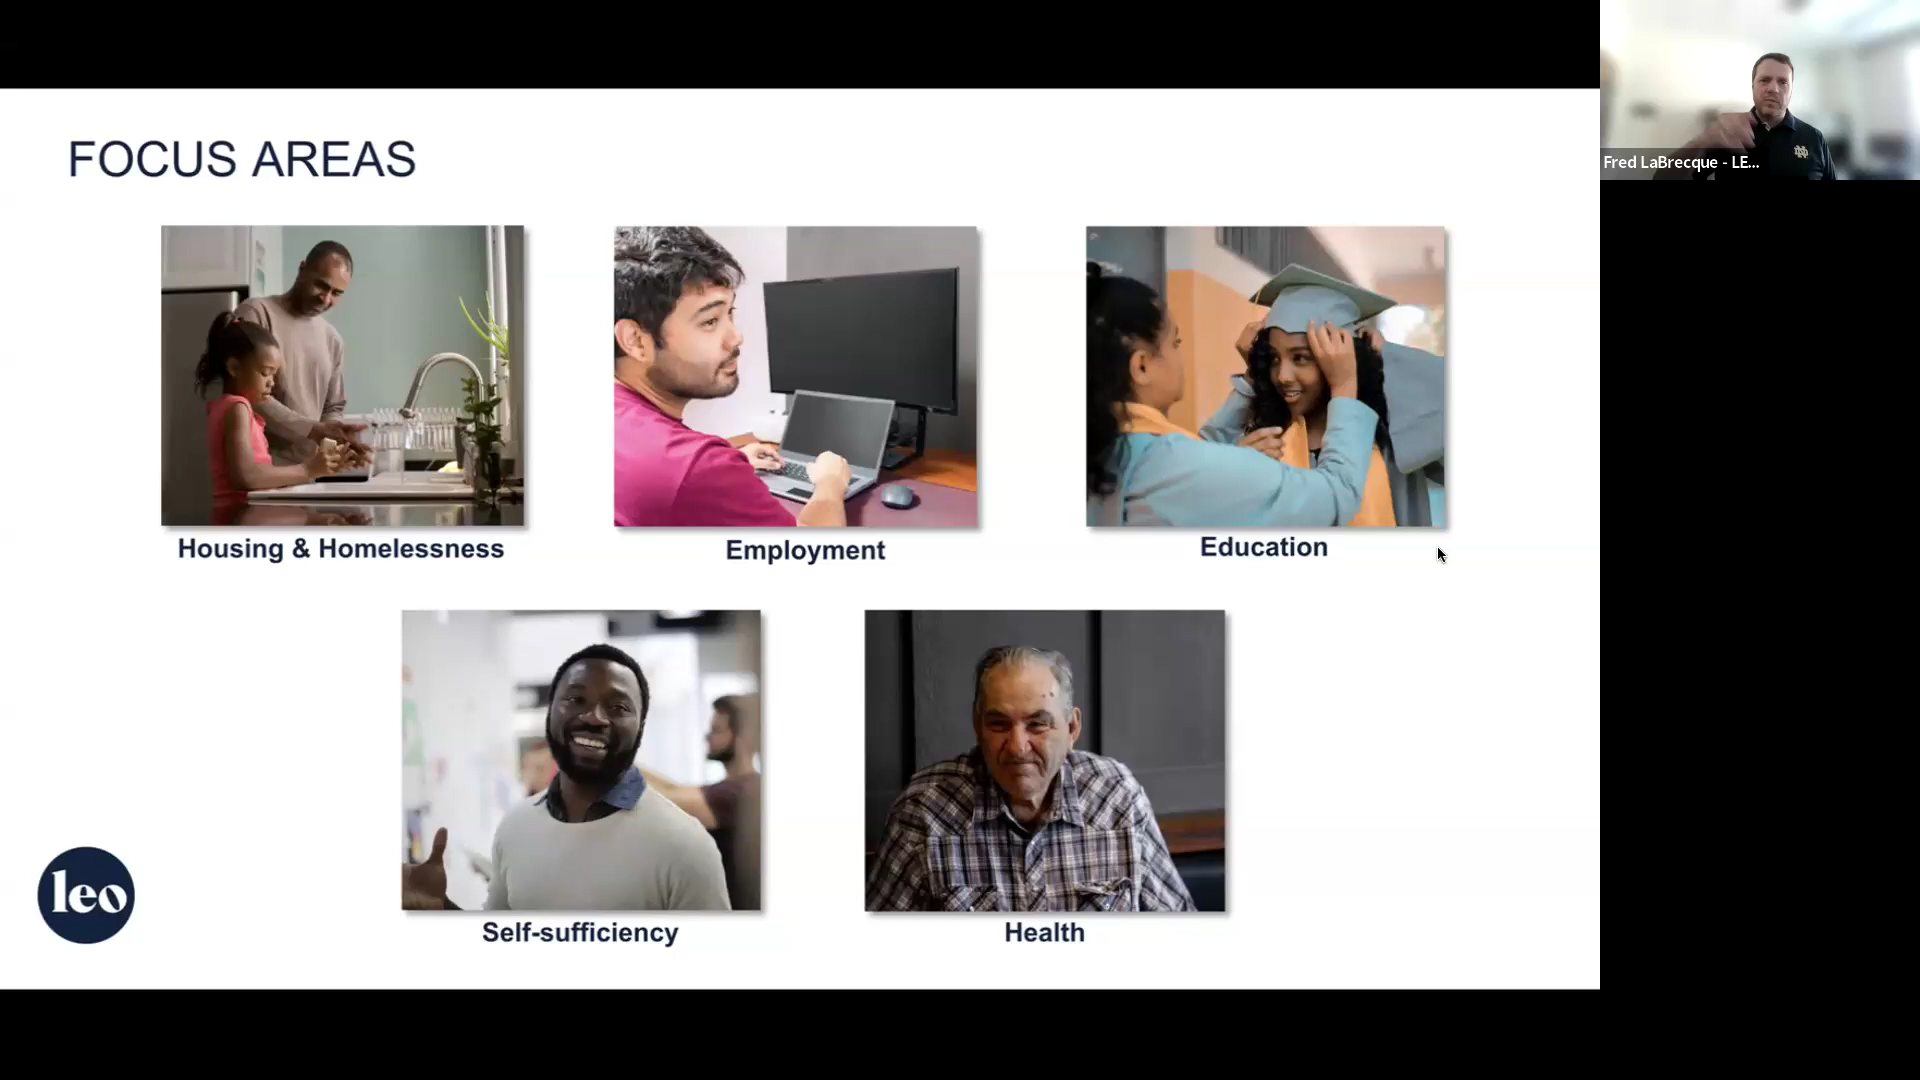 FOCUS AREAS
Fred LaBrecque - LE...
Housing & Homelessness
Employment
Education
Self-sufficiency
Health
leo